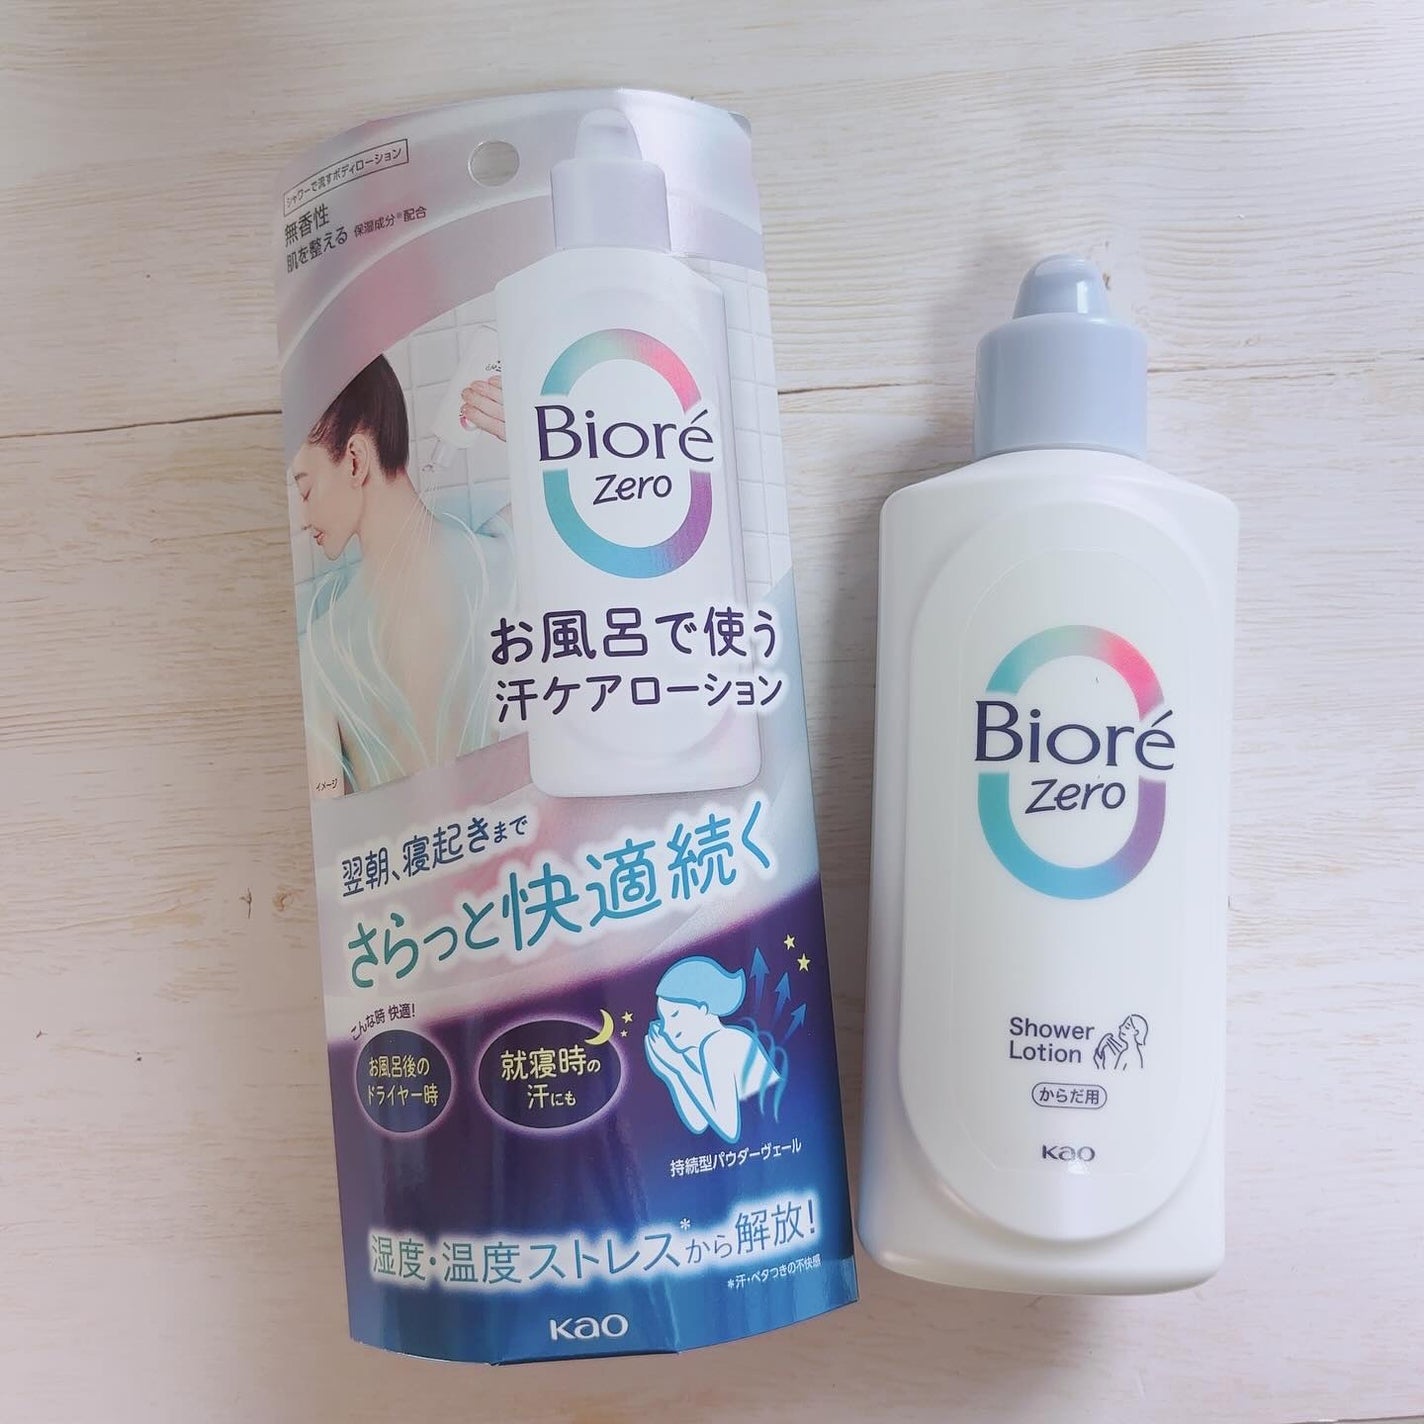 シャワーで流すボディローション
無香性
肌を整える 保湿成分※配合
Bioré
zero
お風呂で使う
汗ケアローション
イメージ
翌朝、寝起きまで
さらっと快適続く
こんな時 快適!
お風呂後の
ドライヤー時
就寝時の
汗にも
持続型パウダーヴェール
湿度・温度ストレス*から解放!
*汗・ベタつきの不快感
Kao
Bioré
zero
Shower
Lotion
からだ用
Kao